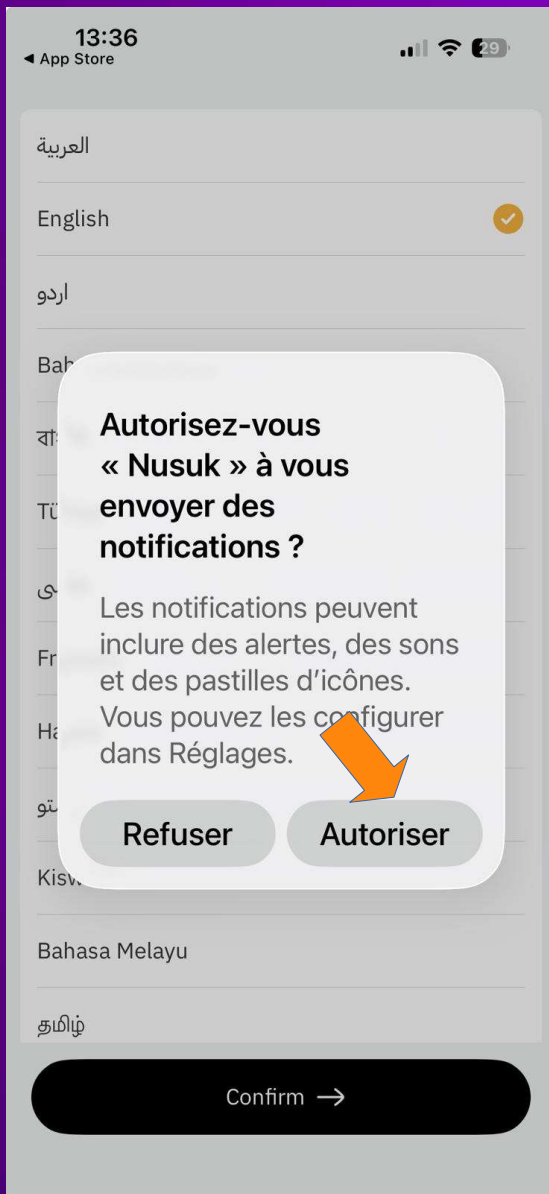 13:36
◀ App Store
29
العربية
English
اردو
Bah
Autorisez-vous
« Nusuk » à vous
envoyer des
notifications ?
Les notifications peuvent
inclure des alertes, des sons
et des pastilles d’icônes.
Vous pouvez les configurer
dans Réglages.
Refuser
Autoriser
Bahasa Melayu
தமிழ்
Confirm →